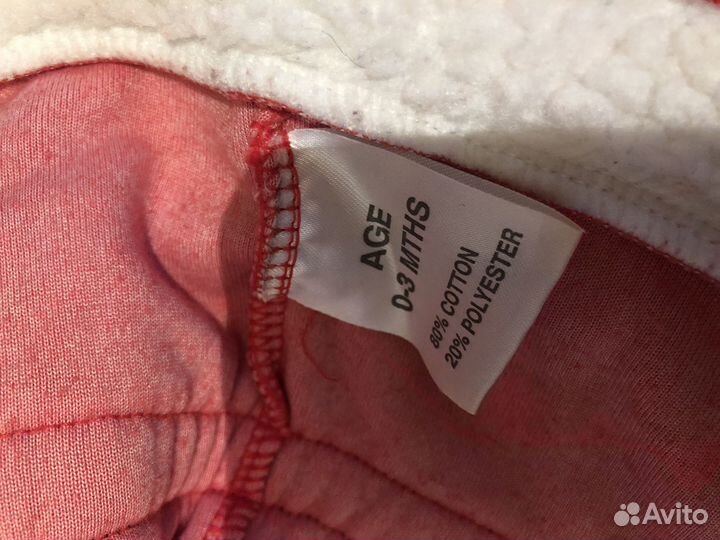 AGE
0-3 MTHS
80% COTTON
20% POLYESTER
Avito